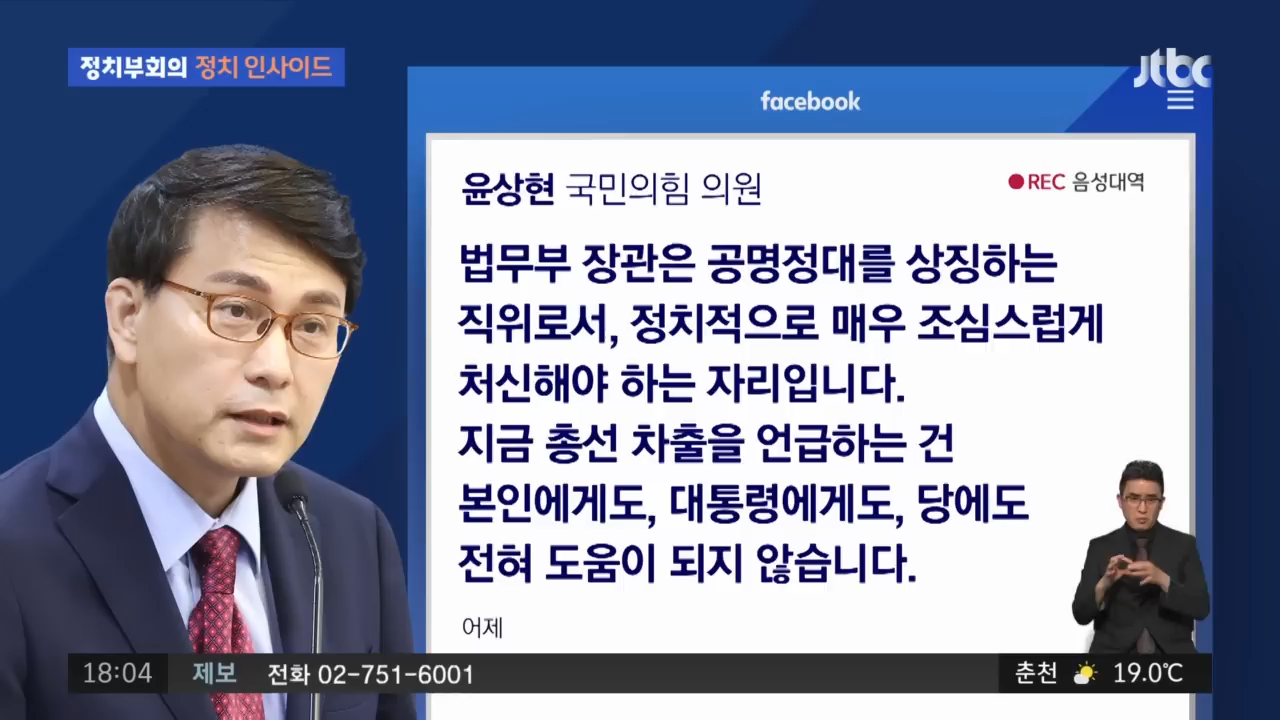 정치부회의 정치 인사이드
jtbc
facebook
윤상현 국민의힘 의원
REC 음성대역
법무부 장관은 공명정대를 상징하는
직위로서, 정치적으로 매우 조심스럽게
처신해야 하는 자리입니다.
지금 총선 차출을 언급하는 건
본인에게도, 대통령에게도, 당에도
전혀 도움이 되지 않습니다.
어제
18:04 제보 전화 02-751-6001 춘천 19.0℃